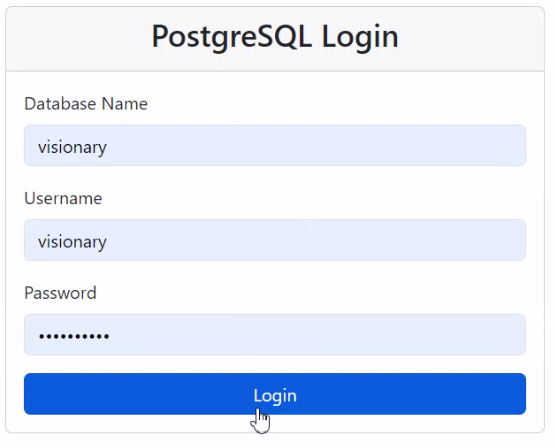 PostgreSQL Login
Database Name
visionary
Username
visionary
Password
••••••••••
Login